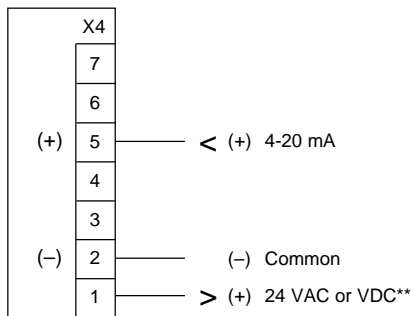 X4
7
6
(+) 5 < (+) 4-20 mA
4
3
(–) 2 (–) Common
1 > (+) 24 VAC or VDC**